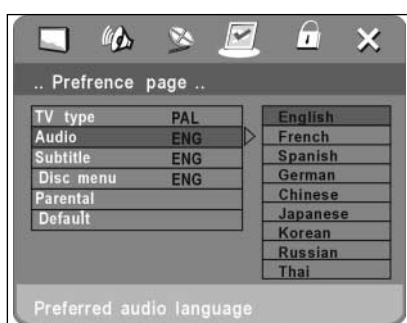 .. Prefrence page ..
TV type PAL
Audio ENG
Subtitle ENG
Disc menu ENG
Parental
Default
English
French
Spanish
German
Chinese
Japanese
Korean
Russian
Thai
Preferred audio language